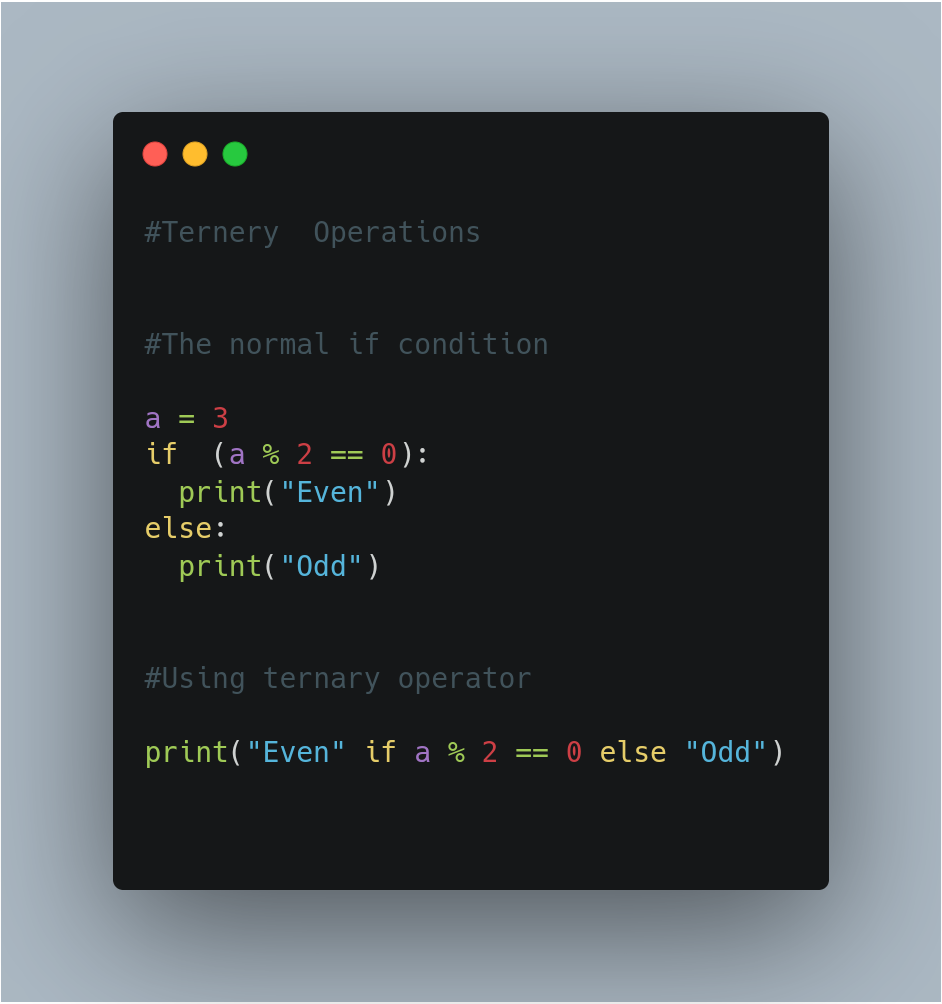 #Ternery  Operations
#The normal if condition
a = 3
if  (a % 2 == 0):
  print("Even")
else:
  print("Odd")
#Using ternary operator
print("Even" if a % 2 == 0 else "Odd")